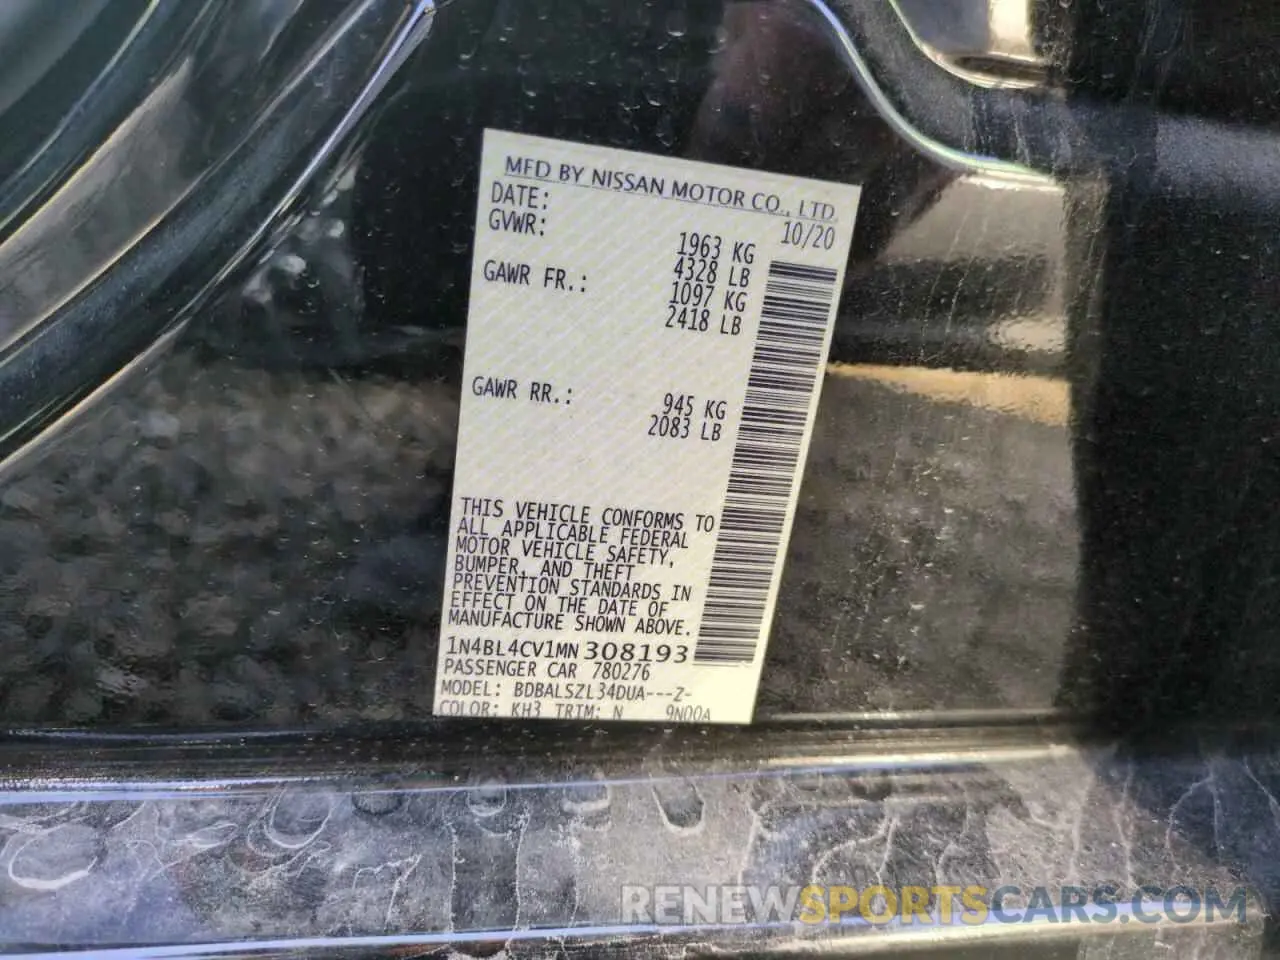 MFD BY NISSAN MOTOR CO., LTD.
DATE: 10/20
GVWR: 1963 KG
4328 LB
GAWR FR.: 1097 KG
2418 LB
GAWR RR.: 945 KG
2083 LB
THIS VEHICLE CONFORMS TO
ALL APPLICABLE FEDERAL
MOTOR VEHICLE SAFETY,
BUMPER, AND THEFT
PREVENTION STANDARDS IN
EFFECT ON THE DATE OF
MANUFACTURE SHOWN ABOVE.
1N4BL4CV1MN308193
PASSENGER CAR 780276
MODEL: BDBALSZL34DUA---Z-
COLOR: KH3 TRIM: N 9N00A
RENEWSPORTSCARS.COM